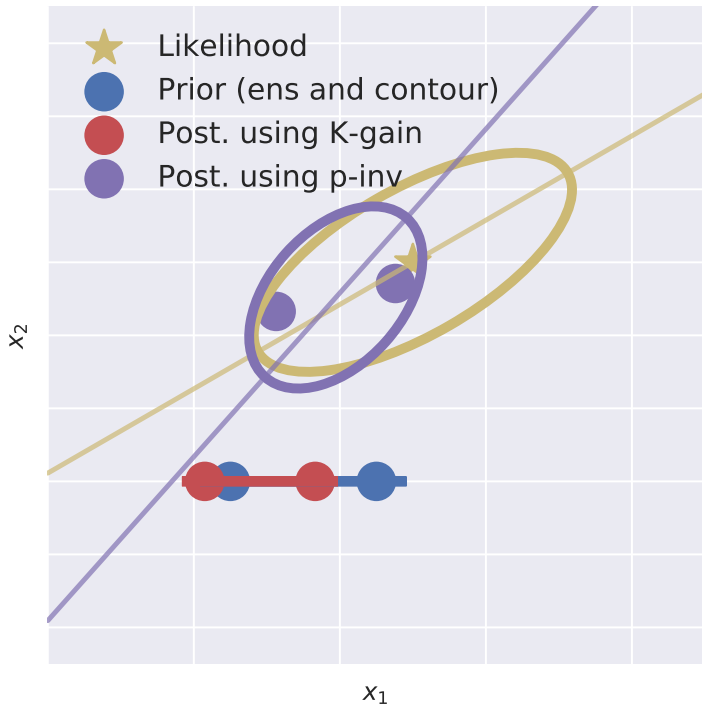 Likelihood
Prior (ens and contour)
Post. using K-gain
Post. using p-inv
x₂
x₁